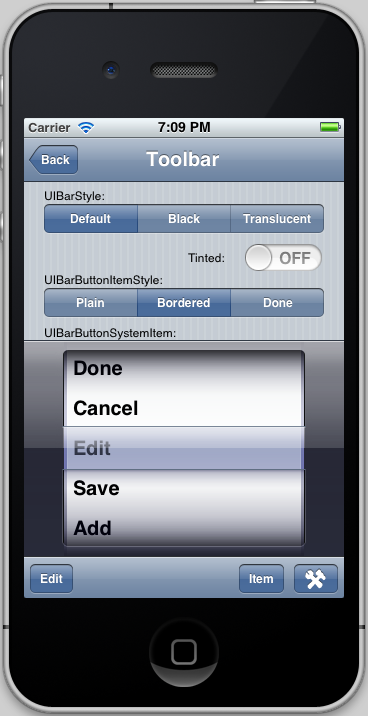 Carrier 7:09 PM
Back Toolbar
UIBarStyle:
Default Black Translucent
Tinted: OFF
UIBarButtonItemStyle:
Plain Bordered Done
UIBarButtonSystemItem:
Done
Cancel
Edit
Save
Add
Edit Item